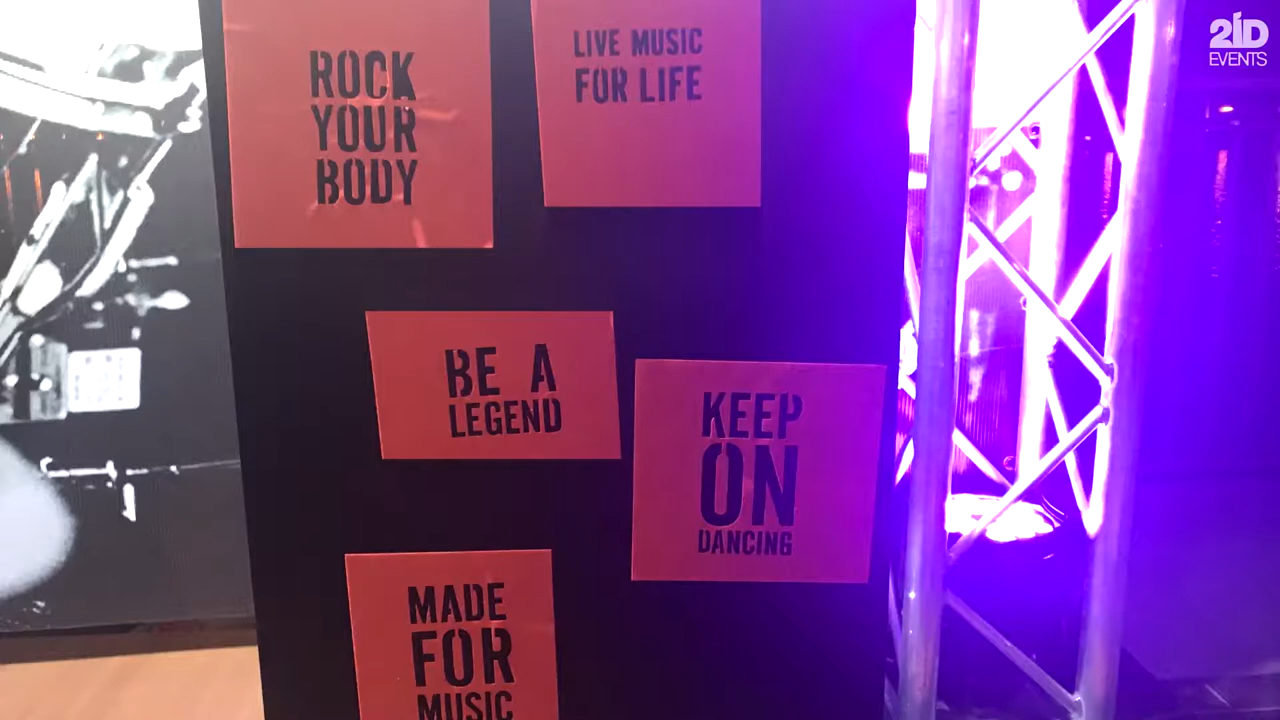 ROCK
YOUR
BODY
LIVE MUSIC
FOR LIFE
BE A
LEGEND
KEEP
ON
DANCING
MADE
FOR
MUSIC
2ID
EVENTS